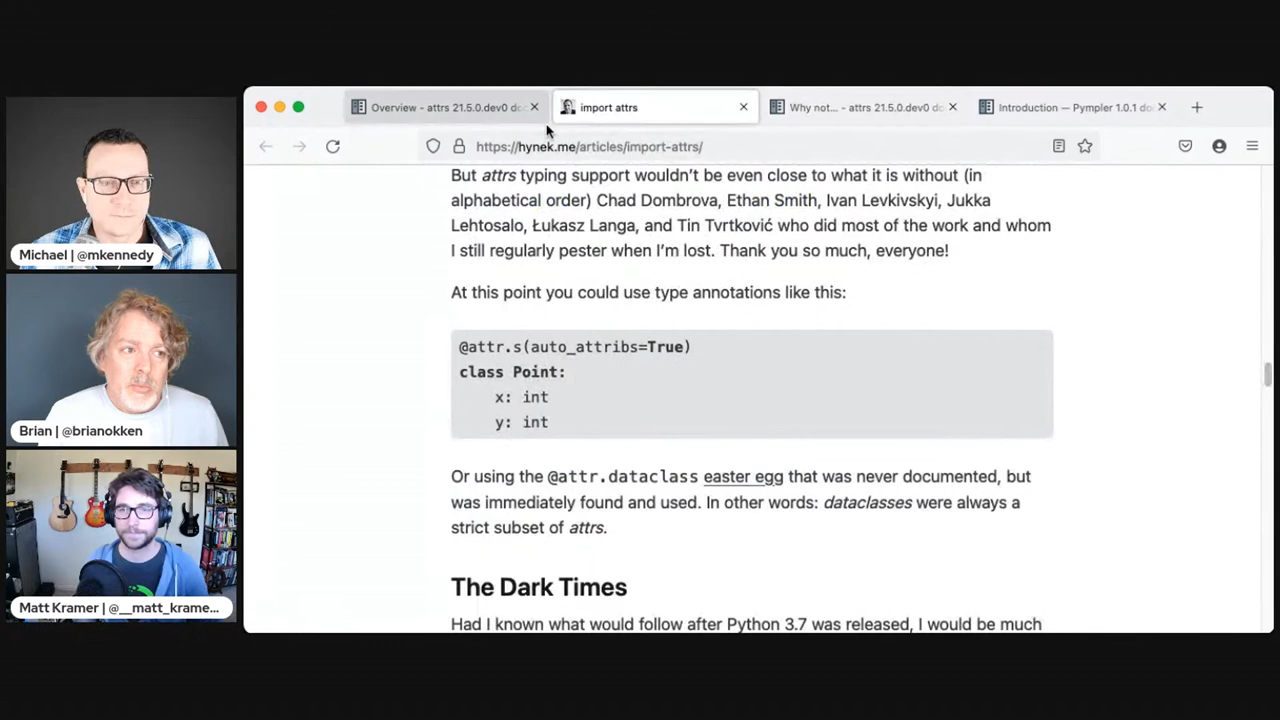 Michael | @mkennedy
Brian | @brianokken
Matt Kramer | @__matt_krame...
Overview - attrs 21.5.0.dev0 do
import attrs
Why not... - attrs 21.5.0.dev0 do
Introduction — Pympler 1.0.1 do
https://hynek.me/articles/import-attrs/
But attrs typing support wouldn't be even close to what it is without (in
alphabetical order) Chad Dombrova, Ethan Smith, Ivan Levkivskyi, Jukka
Lehtosalo, Łukasz Langa, and Tin Tvrtković who did most of the work and whom
I still regularly pester when I'm lost. Thank you so much, everyone!
At this point you could use type annotations like this:
@attr.s(auto_attribs=True)
class Point:
x: int
y: int
Or using the @attr.dataclass easter egg that was never documented, but
was immediately found and used. In other words: dataclasses were always a
strict subset of attrs.
The Dark Times
Had I known what would follow after Python 3.7 was released, I would be much